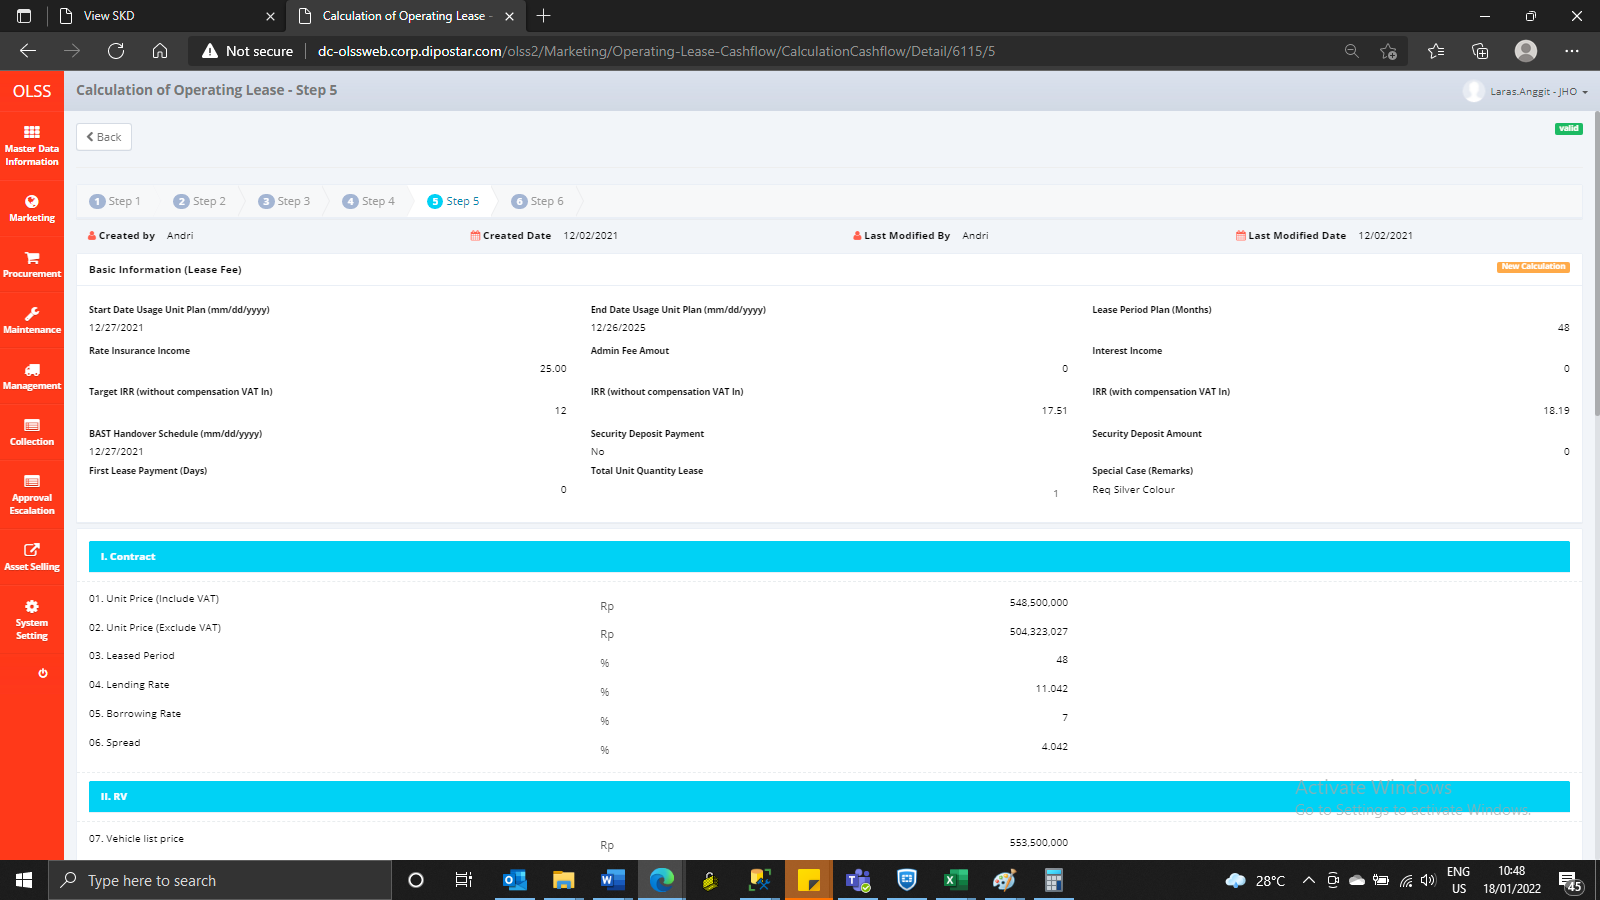 View SKD
Calculation of Operating Lease -
Not secure
dc-olssweb.corp.dipostar.com/olss2/Marketing/Operating-Lease-Cashflow/CalculationCashflow/Detail/6115/5
OLSS
Calculation of Operating Lease - Step 5
Laras.Anggit - JHO
Back
valid
Master Data
Information
Marketing
Procurement
Maintenance
Management
Collection
Approval
Escalation
Asset Selling
System
Setting
1 Step 1
2 Step 2
3 Step 3
4 Step 4
5 Step 5
6 Step 6
Created by Andri
Created Date 12/02/2021
Last Modified By Andri
Last Modified Date 12/02/2021
Basic Information (Lease Fee)
New Calculation
Start Date Usage Unit Plan (mm/dd/yyyy)
12/27/2021
End Date Usage Unit Plan (mm/dd/yyyy)
12/26/2025
Lease Period Plan (Months)
48
Rate Insurance Income
25.00
Admin Fee Amout
0
Interest Income
0
Target IRR (without compensation VAT In)
12
IRR (without compensation VAT In)
17.51
IRR (with compensation VAT In)
18.19
BAST Handover Schedule (mm/dd/yyyy)
12/27/2021
Security Deposit Payment
No
Security Deposit Amount
0
First Lease Payment (Days)
0
Total Unit Quantity Lease
1
Special Case (Remarks)
Req Silver Colour
I. Contract
01. Unit Price (Include VAT) Rp 548,500,000
02. Unit Price (Exclude VAT) Rp 504,323,027
03. Leased Period % 48
04. Lending Rate % 11.042
05. Borrowing Rate % 7
06. Spread % 4.042
II. RV
07. Vehicle list price Rp 553,500,000
Activate Windows
Go to Settings to activate Windows.
Type here to search
28°C
ENG
US
10:48
18/01/2022
45